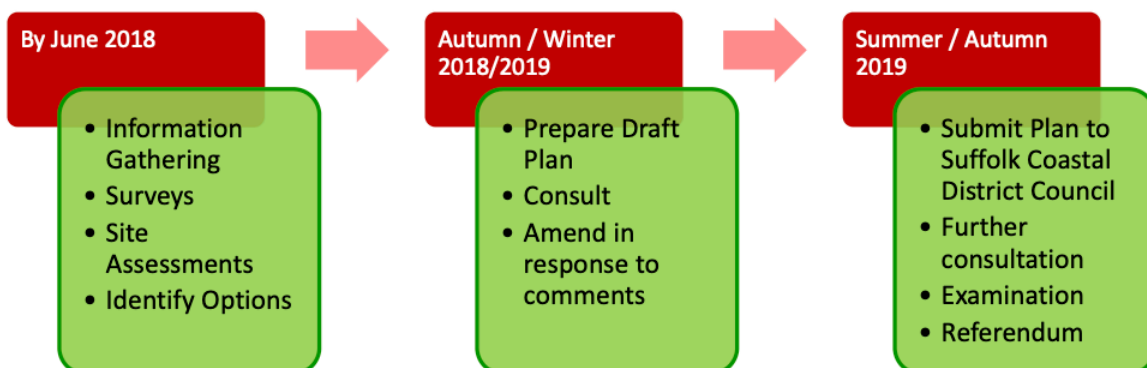 By June 2018
• Information
Gathering
• Surveys
• Site
Assessments
• Identify Options
Autumn / Winter
2018/2019
• Prepare Draft
Plan
• Consult
• Amend in
response to
comments
Summer / Autumn
2019
• Submit Plan to
Suffolk Coastal
District Council
• Further
consultation
• Examination
• Referendum